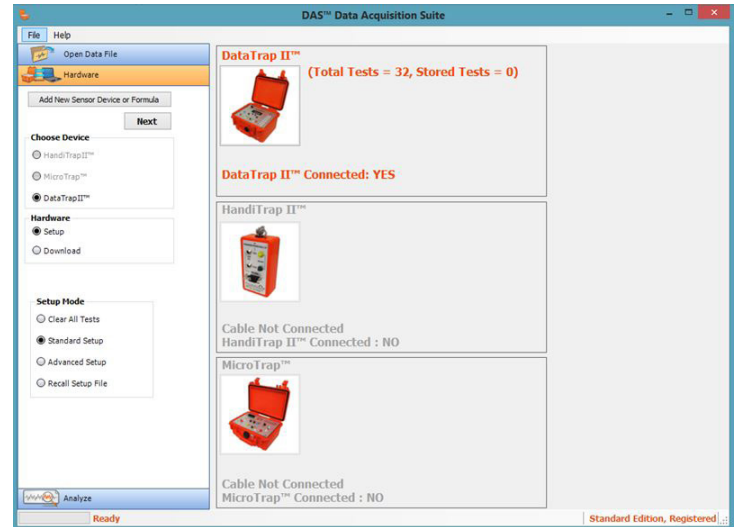 DAS™ Data Acquisition Suite
File Help
Open Data File
Hardware
Add New Sensor Device or Formula
Next
Choose Device
HandiTrapII™
MicroTrap™
DataTrapII™
Hardware
Setup
Download
Setup Mode
Clear All Tests
Standard Setup
Advanced Setup
Recall Setup File
Analyze
Ready
DataTrap II™
(Total Tests = 32, Stored Tests = 0)
DataTrap II™ Connected: YES
HandiTrap II™
Cable Not Connected
HandiTrap II™ Connected : NO
MicroTrap™
Cable Not Connected
MicroTrap™ Connected : NO
Standard Edition, Registered